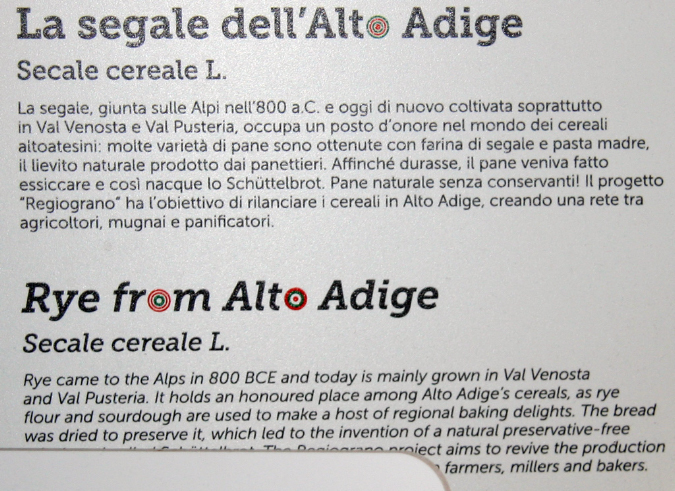 La segale dell'Alto Adige
Secale cereale L.
La segale, giunta sulle Alpi nell'800 a.C. e oggi di nuovo coltivata soprattutto
in Val Venosta e Val Pusteria, occupa un posto d'onore nel mondo dei cereali
altoatesini: molte varietà di pane sono ottenute con farina di segale e pasta madre,
il lievito naturale prodotto dai panettieri. Affinché durasse, il pane veniva fatto
essiccare e così nacque lo Schüttelbrot. Pane naturale senza conservanti! Il progetto
"Regiograno" ha l'obiettivo di rilanciare i cereali in Alto Adige, creando una rete tra
agricoltori, mugnai e panificatori.
Rye from Alto Adige
Secale cereale L.
Rye came to the Alps in 800 BCE and today is mainly grown in Val Venosta
and Val Pusteria. It holds an honoured place among Alto Adige's cereals, as rye
flour and sourdough are used to make a host of regional baking delights. The bread
was dried to preserve it, which led to the invention of a natural preservative-free
The Regiograno project aims to revive the production
farmers, millers and bakers.